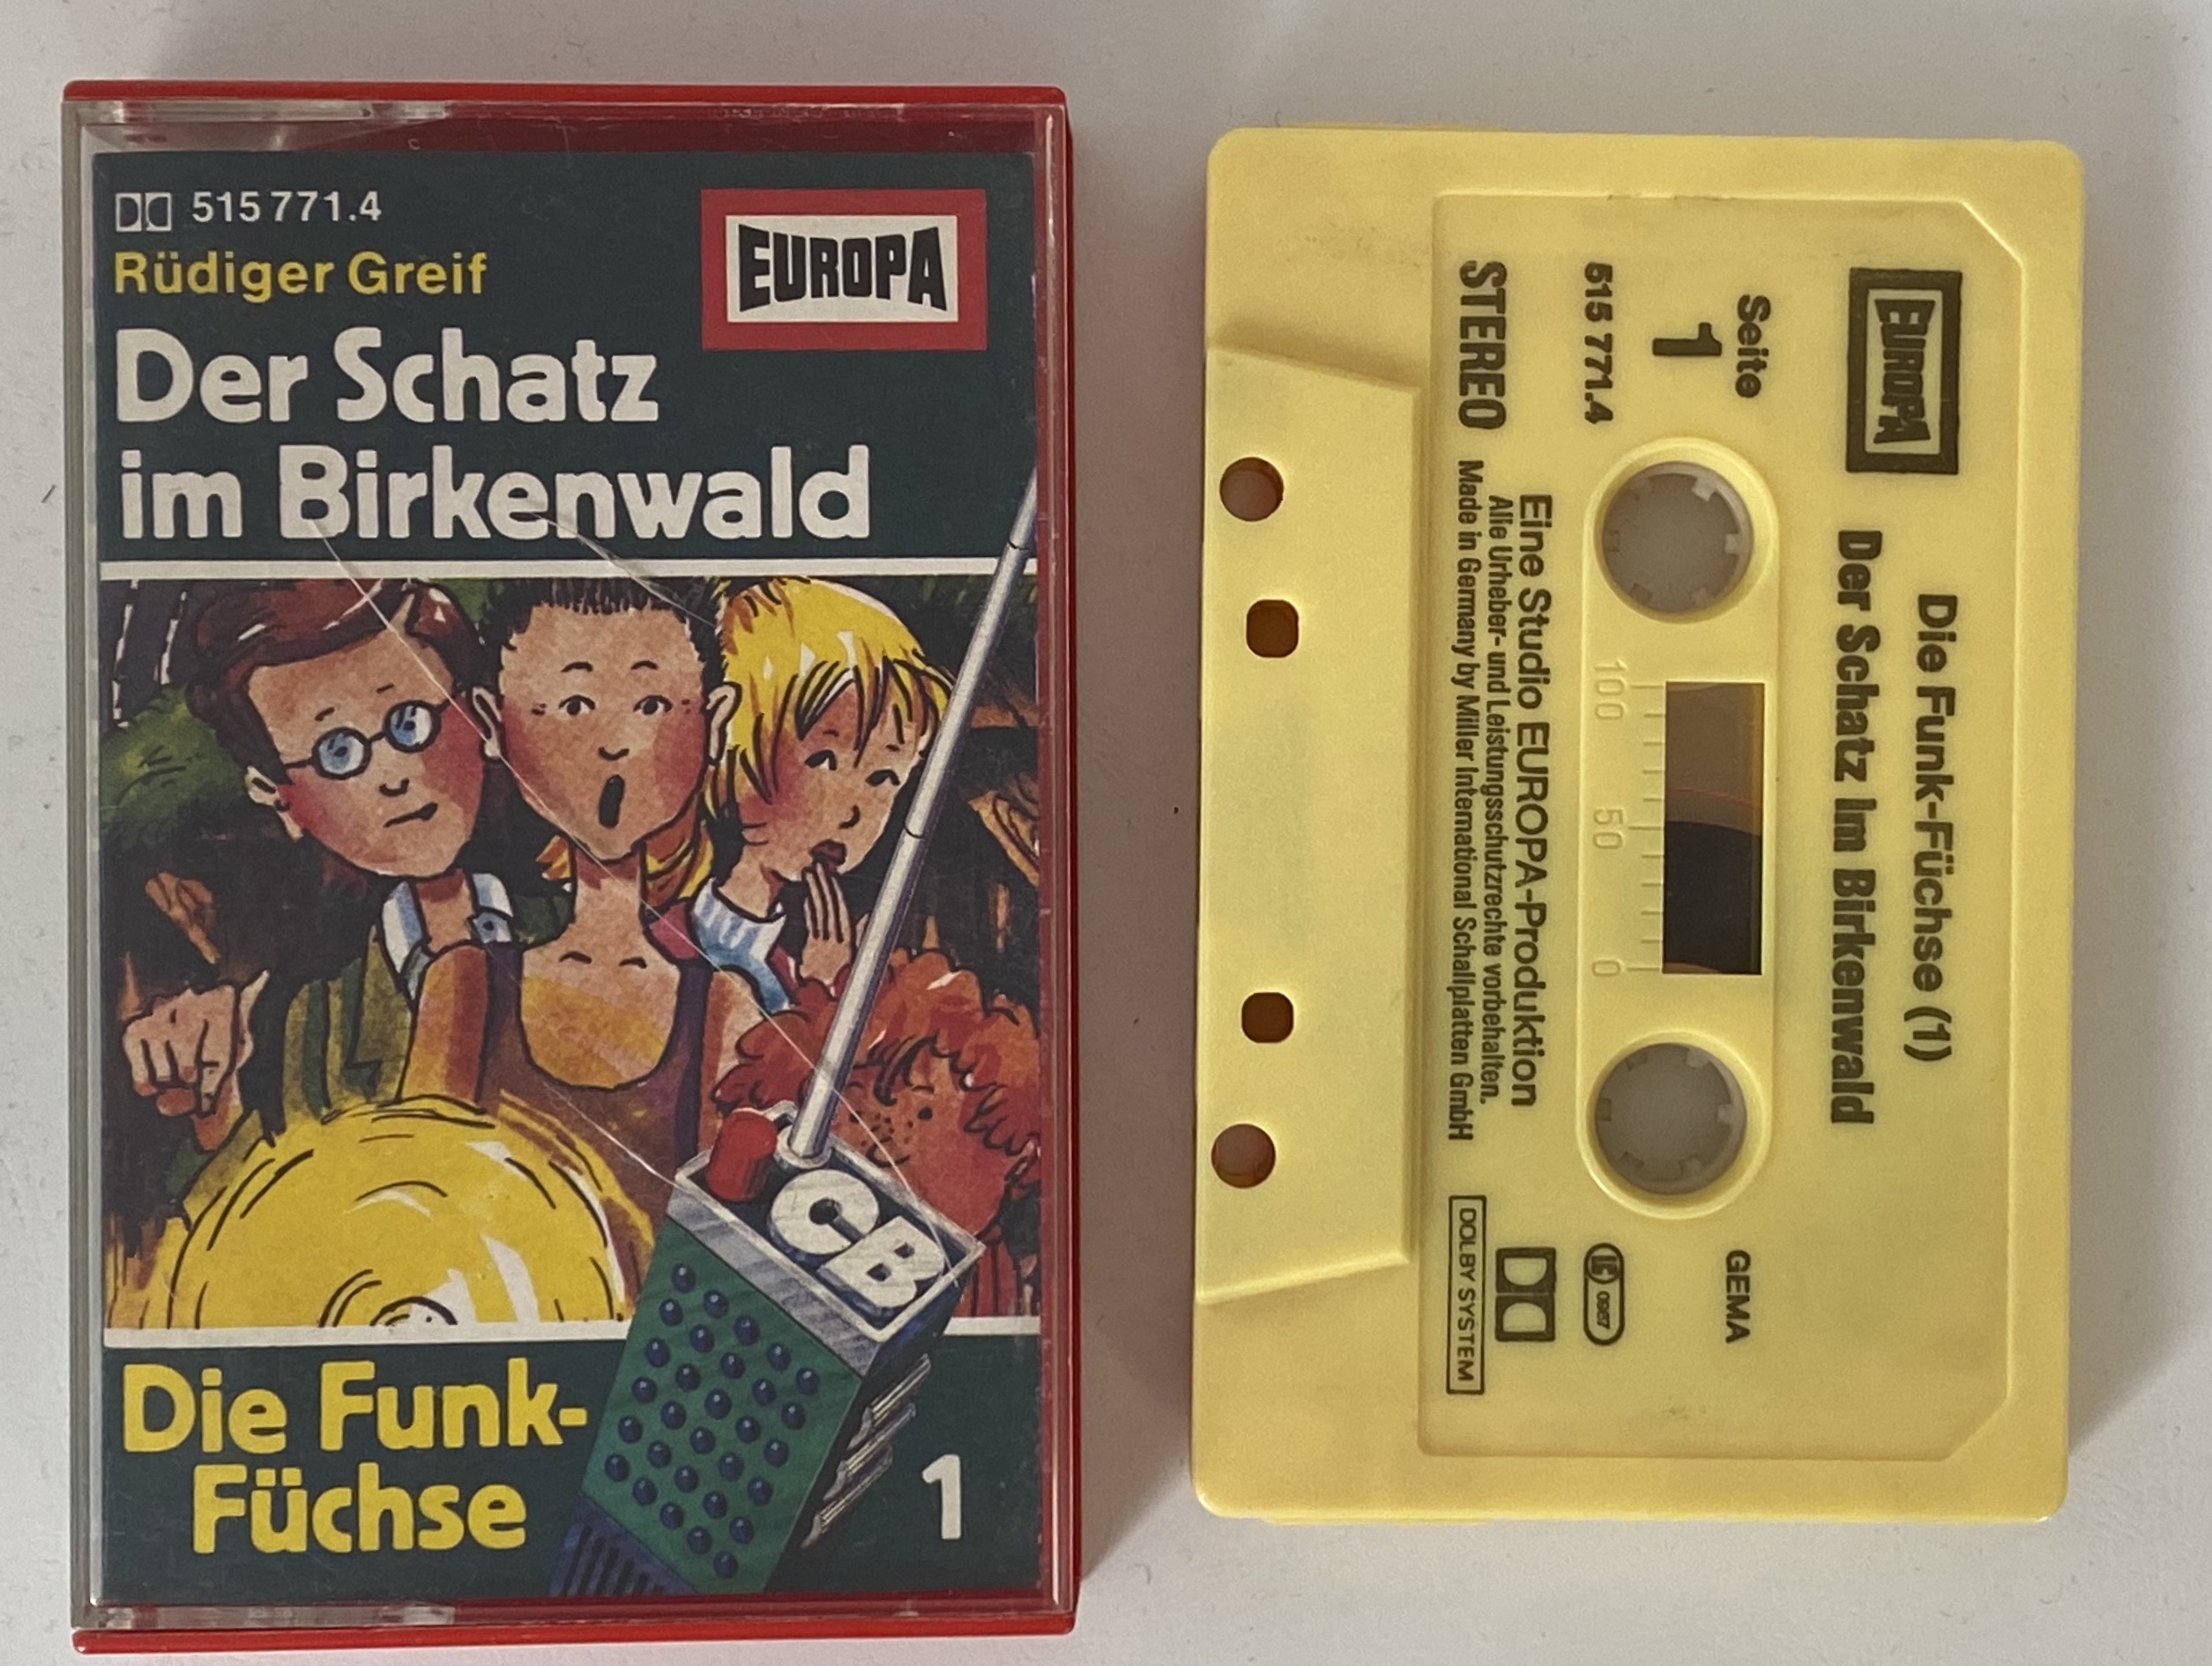 515 771.4
Rüdiger Greif
EUROPA
Der Schatz
im Birkenwald
CB
Die Funk-
Füchse
1
EUROPA
Die Funk-Füchse (1)
Der Schatz im Birkenwald
Seite
1
GEMA
515 771.4
LC 0987
100 50 0
STEREO
Eine Studio EUROPA-Produktion
Alle Urheber- und Leistungsschutzrechte vorbehalten.
Made in Germany by Miller International Schallplatten GmbH
DOLBY SYSTEM